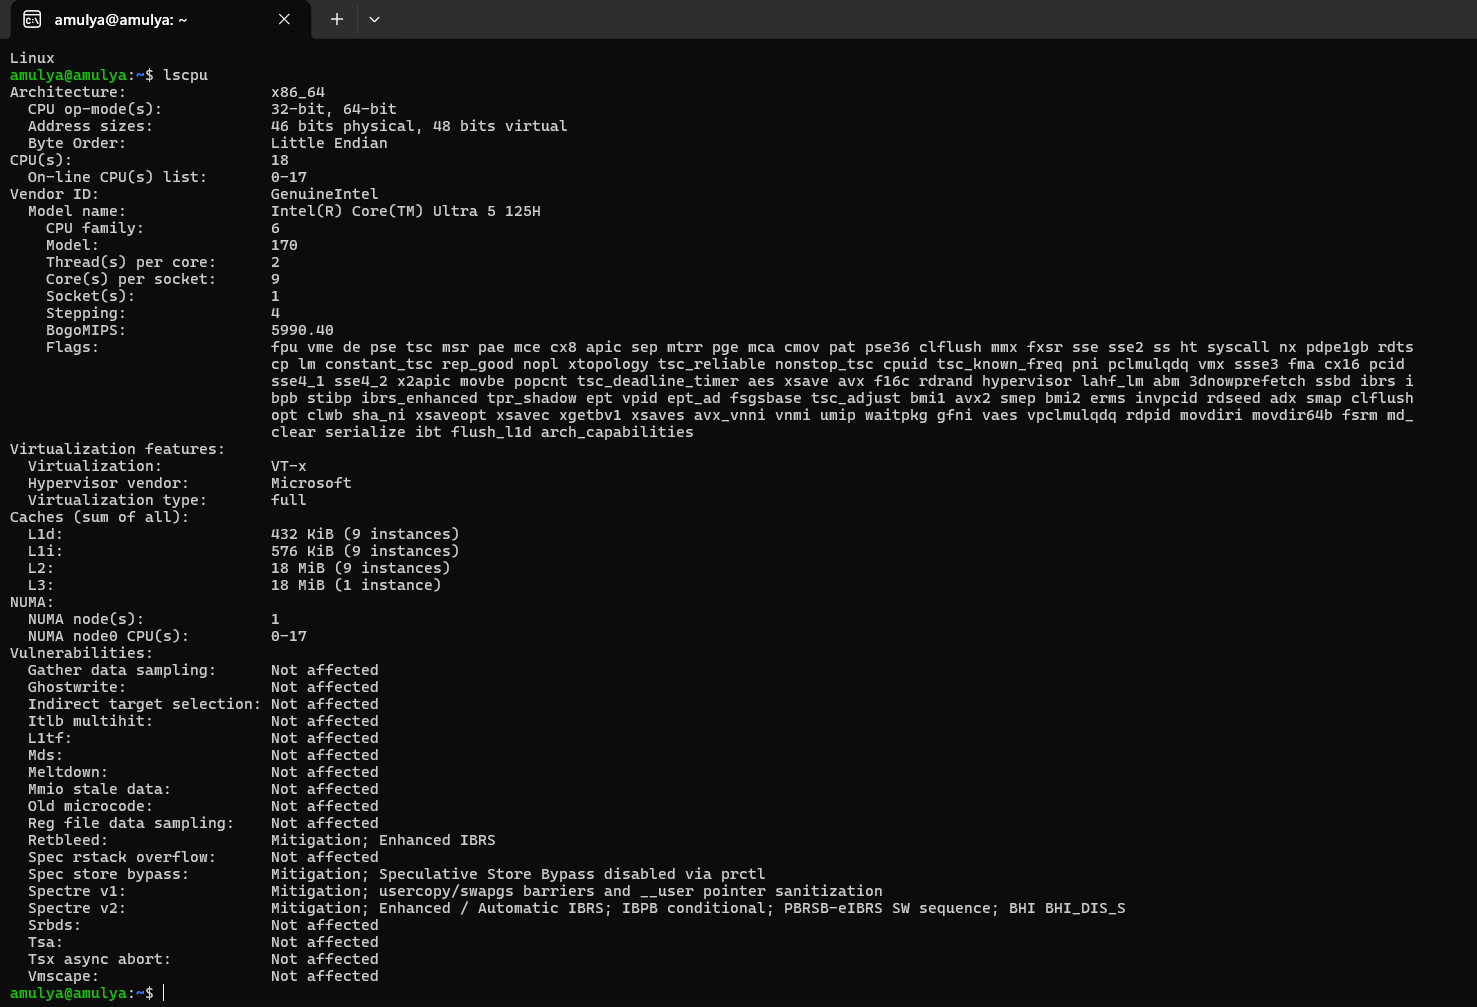 amulya@amulya: ~
Linux
amulya@amulya:~$ lscpu
Architecture: x86_64
CPU op-mode(s): 32-bit, 64-bit
Address sizes: 46 bits physical, 48 bits virtual
Byte Order: Little Endian
CPU(s): 18
On-line CPU(s) list: 0-17
Vendor ID: GenuineIntel
Model name: Intel(R) Core(TM) Ultra 5 125H
CPU family: 6
Model: 170
Thread(s) per core: 2
Core(s) per socket: 9
Socket(s): 1
Stepping: 4
BogoMIPS: 5990.40
Flags: fpu vme de pse tsc msr pae mce cx8 apic sep mtrr pge mca cmov pat pse36 clflush mmx fxsr sse sse2 ss ht syscall nx pdpe1gb rdts
cp lm constant_tsc rep_good nopl xtopology tsc_reliable nonstop_tsc cpuid tsc_known_freq pni pclmulqdq vmx ssse3 fma cx16 pcid
sse4_1 sse4_2 x2apic movbe popcnt tsc_deadline_timer aes xsave avx f16c rdrand hypervisor lahf_lm abm 3dnowprefetch ssbd ibrs i
bpb stibp ibrs_enhanced tpr_shadow ept vpid ept_ad fsgsbase tsc_adjust bmi1 avx2 smep bmi2 erms invpcid rdseed adx smap clflush
opt clwb sha_ni xsaveopt xsavec xgetbv1 xsaves avx_vnni vnmi umip waitpkg gfni vaes vpclmulqdq rdpid movdiri movdir64b fsrm md_
clear serialize ibt flush_l1d arch_capabilities
Virtualization features:
Virtualization: VT-x
Hypervisor vendor: Microsoft
Virtualization type: full
Caches (sum of all):
L1d: 432 KiB (9 instances)
L1i: 576 KiB (9 instances)
L2: 18 MiB (9 instances)
L3: 18 MiB (1 instance)
NUMA:
NUMA node(s): 1
NUMA node0 CPU(s): 0-17
Vulnerabilities:
Gather data sampling: Not affected
Ghostwrite: Not affected
Indirect target selection: Not affected
Itlb multihit: Not affected
L1tf: Not affected
Mds: Not affected
Meltdown: Not affected
Mmio stale data: Not affected
Old microcode: Not affected
Reg file data sampling: Not affected
Retbleed: Mitigation; Enhanced IBRS
Spec rstack overflow: Not affected
Spec store bypass: Mitigation; Speculative Store Bypass disabled via prctl
Spectre v1: Mitigation; usercopy/swapgs barriers and __user pointer sanitization
Spectre v2: Mitigation; Enhanced / Automatic IBRS; IBPB conditional; PBRSB-eIBRS SW sequence; BHI BHI_DIS_S
Srbds: Not affected
Tsa: Not affected
Tsx async abort: Not affected
Vmscape: Not affected
amulya@amulya:~$